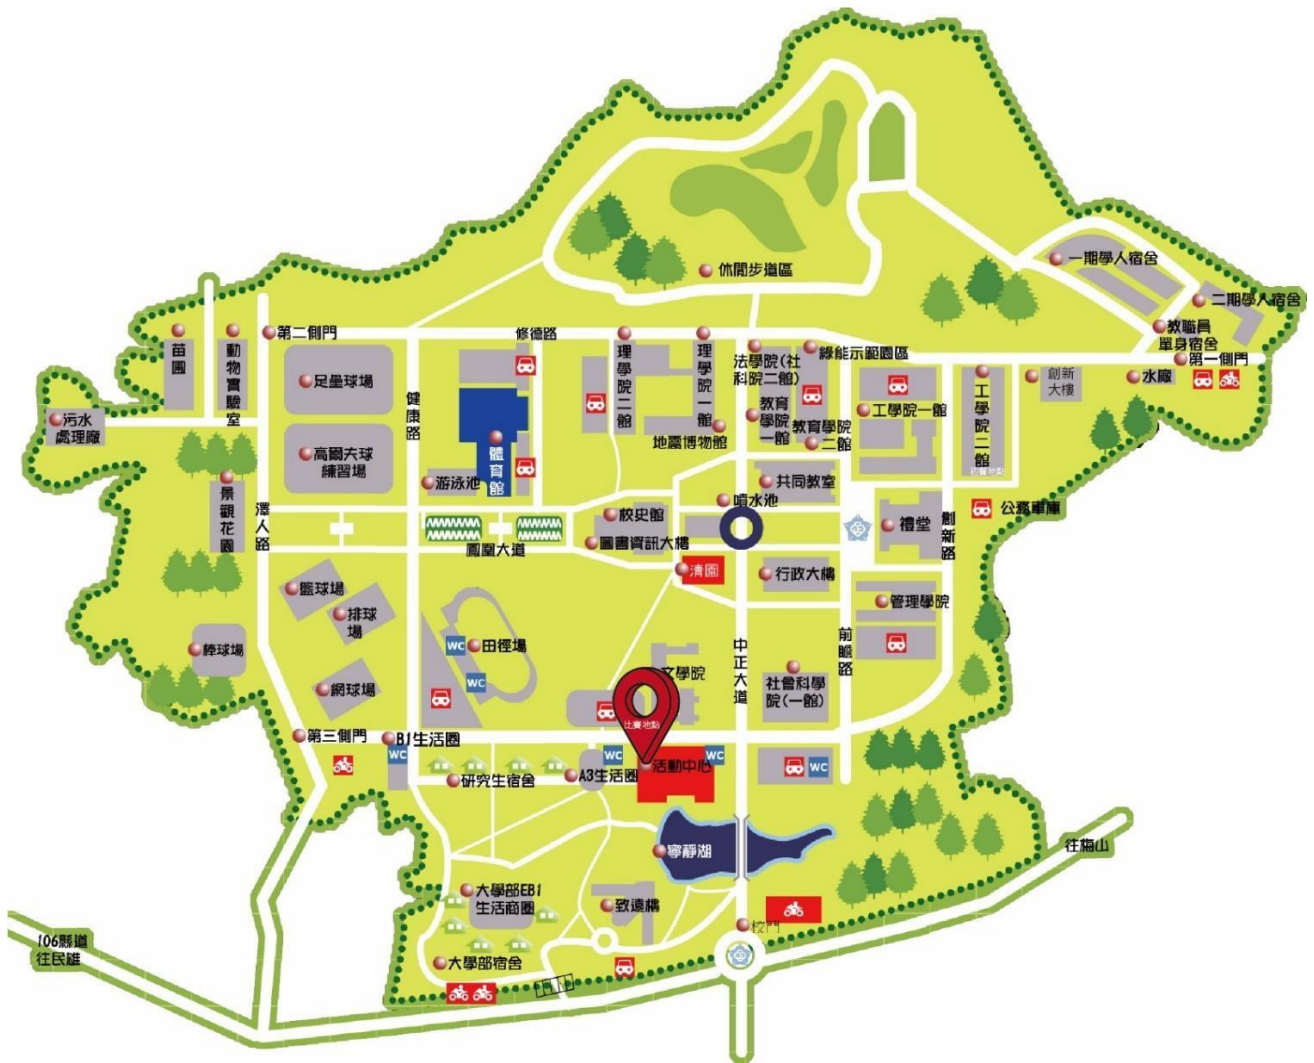 休閒步道區
一期學人宿舍
二期學人宿舍
教職員
單身宿舍
第一側門
水廠
創新
大樓
第二側門
修德路
苗圃
動物實驗室
足壘球場
健康路
理學院二館
理學院一館
法學院(社
科院二館)
綠能示範園區
教育
學院
一館
教育學院
二館
工學院一館
工學院二館
初賽地點
地震博物館
污水
處理廠
高爾夫球
練習場
體育館
游泳池
景觀花園
澤人路
鳳凰大道
校史館
圖書資訊大樓
噴水池
共同教室
禮堂
創新路
公務車庫
清園
行政大樓
管理學院
籃球場
排球
場
棒球場
網球場
WC
田徑場
WC
文學院
中正大道
前瞻路
社會科學
院(一館)
比賽地點
第三側門
B1生活圈
WC
研究生宿舍
A3生活圈
WC
活動中心
WC
WC
寧靜湖
往梅山
大學部EB1
生活商圈
致遠樓
校門
大學部宿舍
106縣道
往民雄